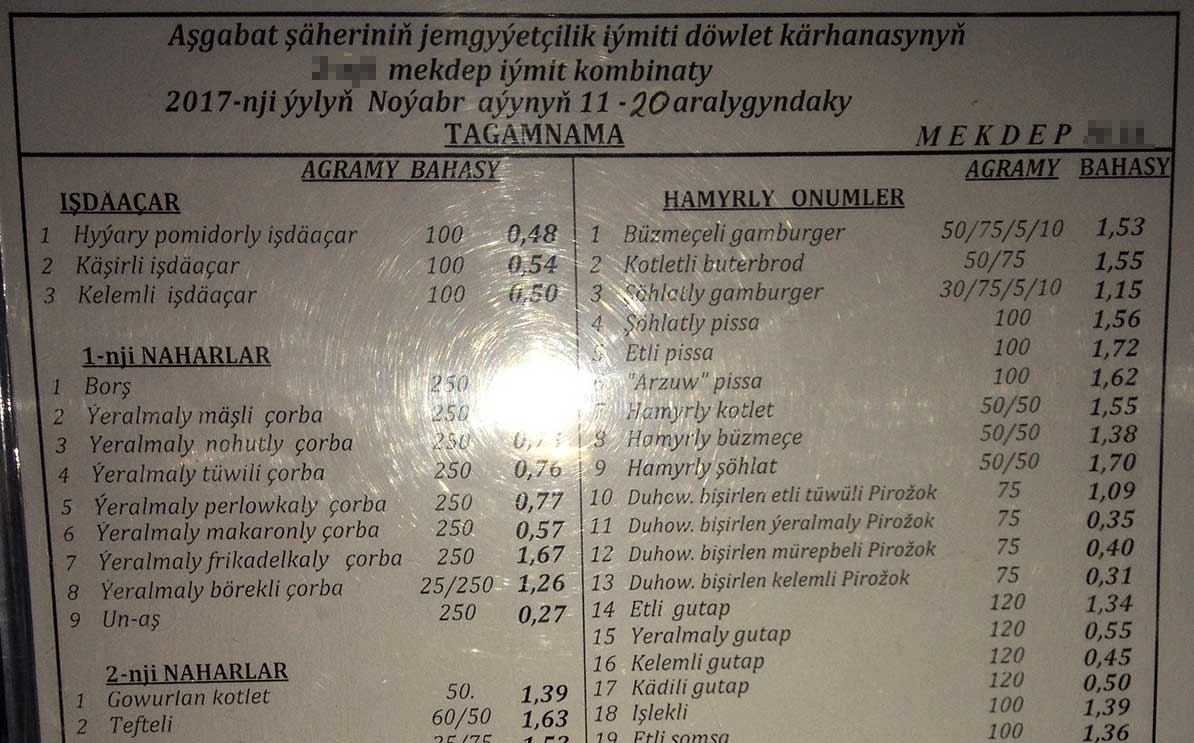 Aşgabat şäheriniň jemgyýetçilik iýmiti döwlet kärhanasynyň
mekdep iýmit kombinaty
2017-nji ýylyň Noýabr aýynyň 11-20 aralygyndaky
TAGAMNAMA
MEKDEP
AGRAMY BAHASY
IŞDÄAÇAR
1 Hyýary pomidorly işdäaçar 100 0,48
2 Käşirli işdäaçar 100 0,54
3 Kelemli işdäaçar 100 0,50
1-nji NAHARLAR
1 Borş 250
2 Ýeralmaly mäşli çorba 250
3 Ýeralmaly nohutly çorba 250
4 Ýeralmaly tüwili çorba 250 0,76
5 Ýeralmaly perlowkaly çorba 250 0,77
6 Ýeralmaly makaronly çorba 250 0,57
7 Ýeralmaly frikadelkaly çorba 250 1,67
8 Ýeralmaly börekli çorba 25/250 1,26
9 Un-aş 250 0,27
2-nji NAHARLAR
1 Gowurlan kotlet 50. 1,39
2 Tefteli 60/50 1,63
AGRAMY BAHASY
HAMYRLY ONUMLER
1 Büzmeçeli gamburger 50/75/5/10 1,53
2 Kotletli buterbrod 50/75 1,55
3 Şöhlatly gamburger 30/75/5/10 1,15
4 Şöhlatly pissa 100 1,56
5 Etli pissa 100 1,72
6 "Arzuw" pissa 100 1,62
7 Hamyrly kotlet 50/50 1,55
8 Hamyrly büzmeçe 50/50 1,38
9 Hamyrly şöhlat 50/50 1,70
10 Duhow. bişirlen etli tüwüli Pirožok 75 1,09
11 Duhow. bişirlen ýeralmaly Pirožok 75 0,35
12 Duhow. bişirlen mürepbeli Pirožok 75 0,40
13 Duhow. bişirlen kelemli Pirožok 75 0,31
14 Etli gutap 120 1,34
15 Yeralmaly gutap 120 0,55
16 Kelemli gutap 120 0,45
17 Kädili gutap 120 0,50
18 Işlekli 100 1,39
19 Etli somsa 100 1,36